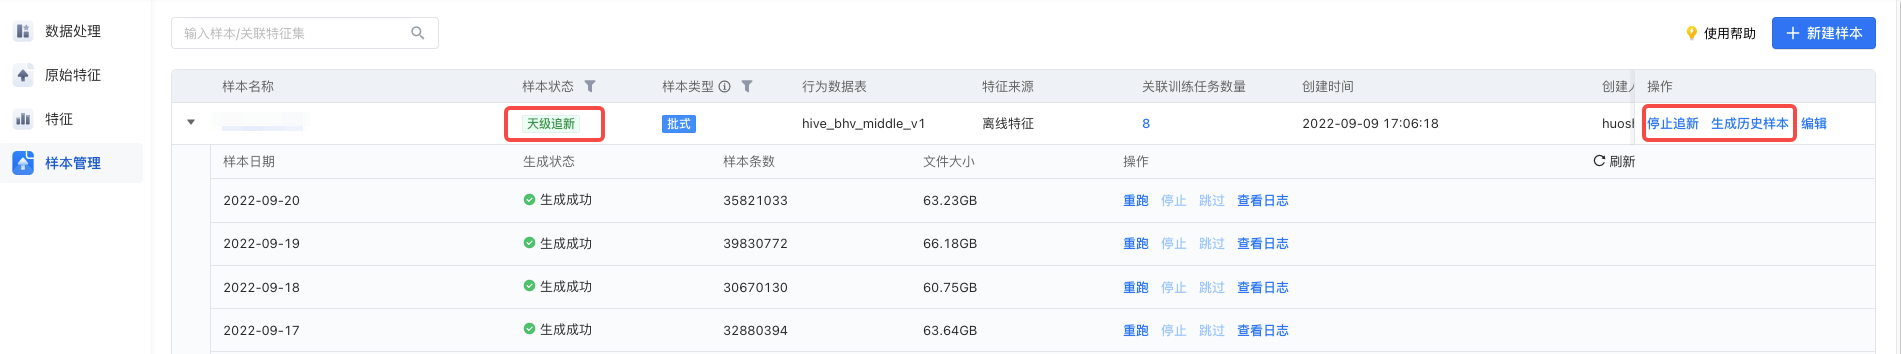 数据处理
原始特征
特征
样本管理
输入样本/关联特征集
使用帮助
新建样本
样本名称 样本状态 样本类型 行为数据表 特征来源 关联训练任务数量 创建时间 创建人 操作
天级追新 批式 hive_bhv_middle_v1 离线特征 8 2022-09-09 17:06:18 huosl 停止追新 生成历史样本 编辑
样本日期 生成状态 样本条数 文件大小 操作 刷新
2022-09-20 生成成功 35821033 63.23GB 重跑 停止 跳过 查看日志
2022-09-19 生成成功 39830772 66.18GB 重跑 停止 跳过 查看日志
2022-09-18 生成成功 30670130 60.75GB 重跑 停止 跳过 查看日志
2022-09-17 生成成功 32880394 63.64GB 重跑 停止 跳过 查看日志